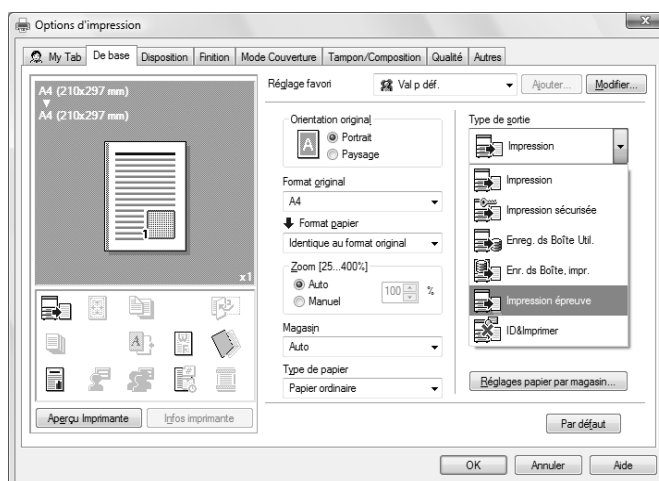 Options d'impression
My Tab De base Disposition Finition Mode Couverture Tampon/Composition Qualité Autres
A4 (210x297 mm)
A4 (210x297 mm)
1
x1
Aperçu Imprimante Infos imprimante
Réglage favori Val p déf. Ajouter... Modifier...
Orientation original
A
Portrait
Paysage
Format original
A4
Format papier
Identique au format original
Zoom [25...400%]
Auto
Manuel
100 %
Magasin
Auto
Type de papier
Papier ordinaire
Type de sortie
Impression
Impression
Impression sécurisée
Enreg. ds Boîte Util.
Enr. ds Boîte, impr.
Impression épreuve
ID&Imprimer
Réglages papier par magasin...
Par défaut
OK Annuler Aide